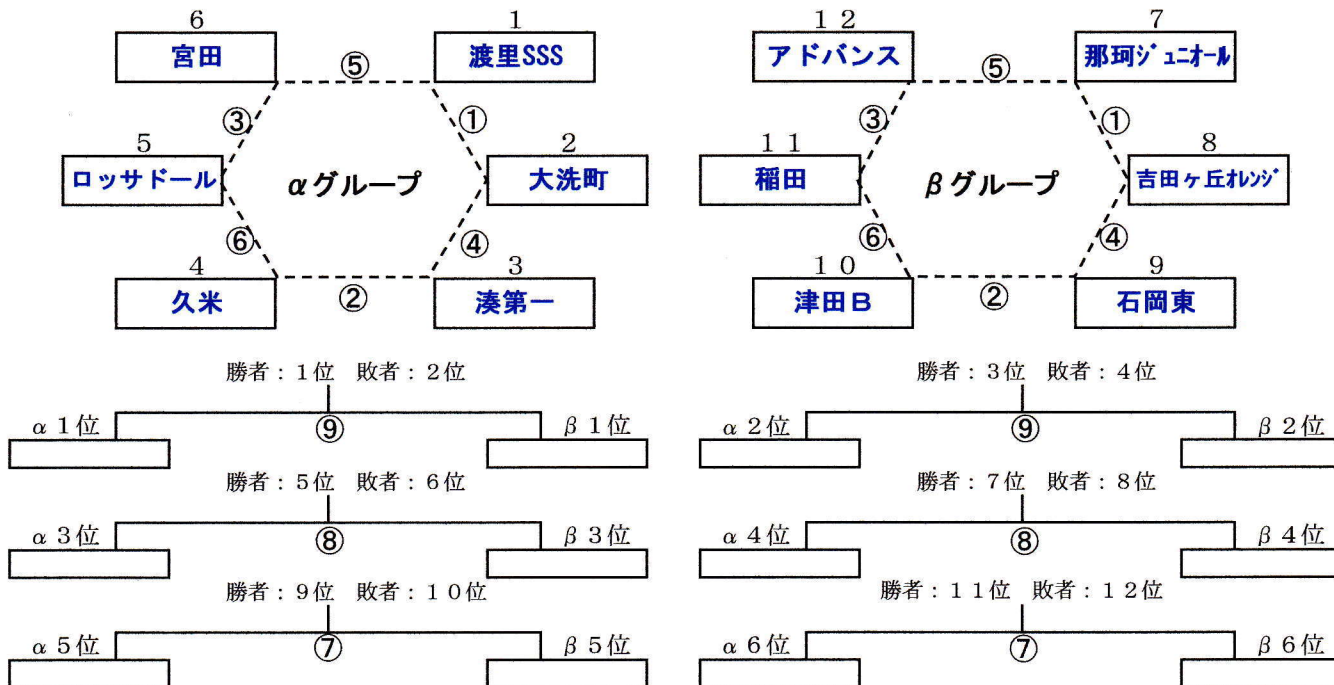 6 1 12 7
宮田 渡里SSS アドバンス 那珂ジュニオール
⑤ ⑤
③ ① ③ ①
5 2 11 8
ロッサドール αグループ 大洗町 稲田 βグループ 吉田ヶ丘オレンジ
⑥ ④ ⑥ ④
4 3 10 9
久米 ② 湊第一 津田B ② 石岡東
勝者：1位 敗者：2位 勝者：3位 敗者：4位
α1位 ⑨ β1位 α2位 ⑨ β2位
勝者：5位 敗者：6位 勝者：7位 敗者：8位
α3位 ⑧ β3位 α4位 ⑧ β4位
勝者：9位 敗者：10位 勝者：11位 敗者：12位
α5位 ⑦ β5位 α6位 ⑦ β6位